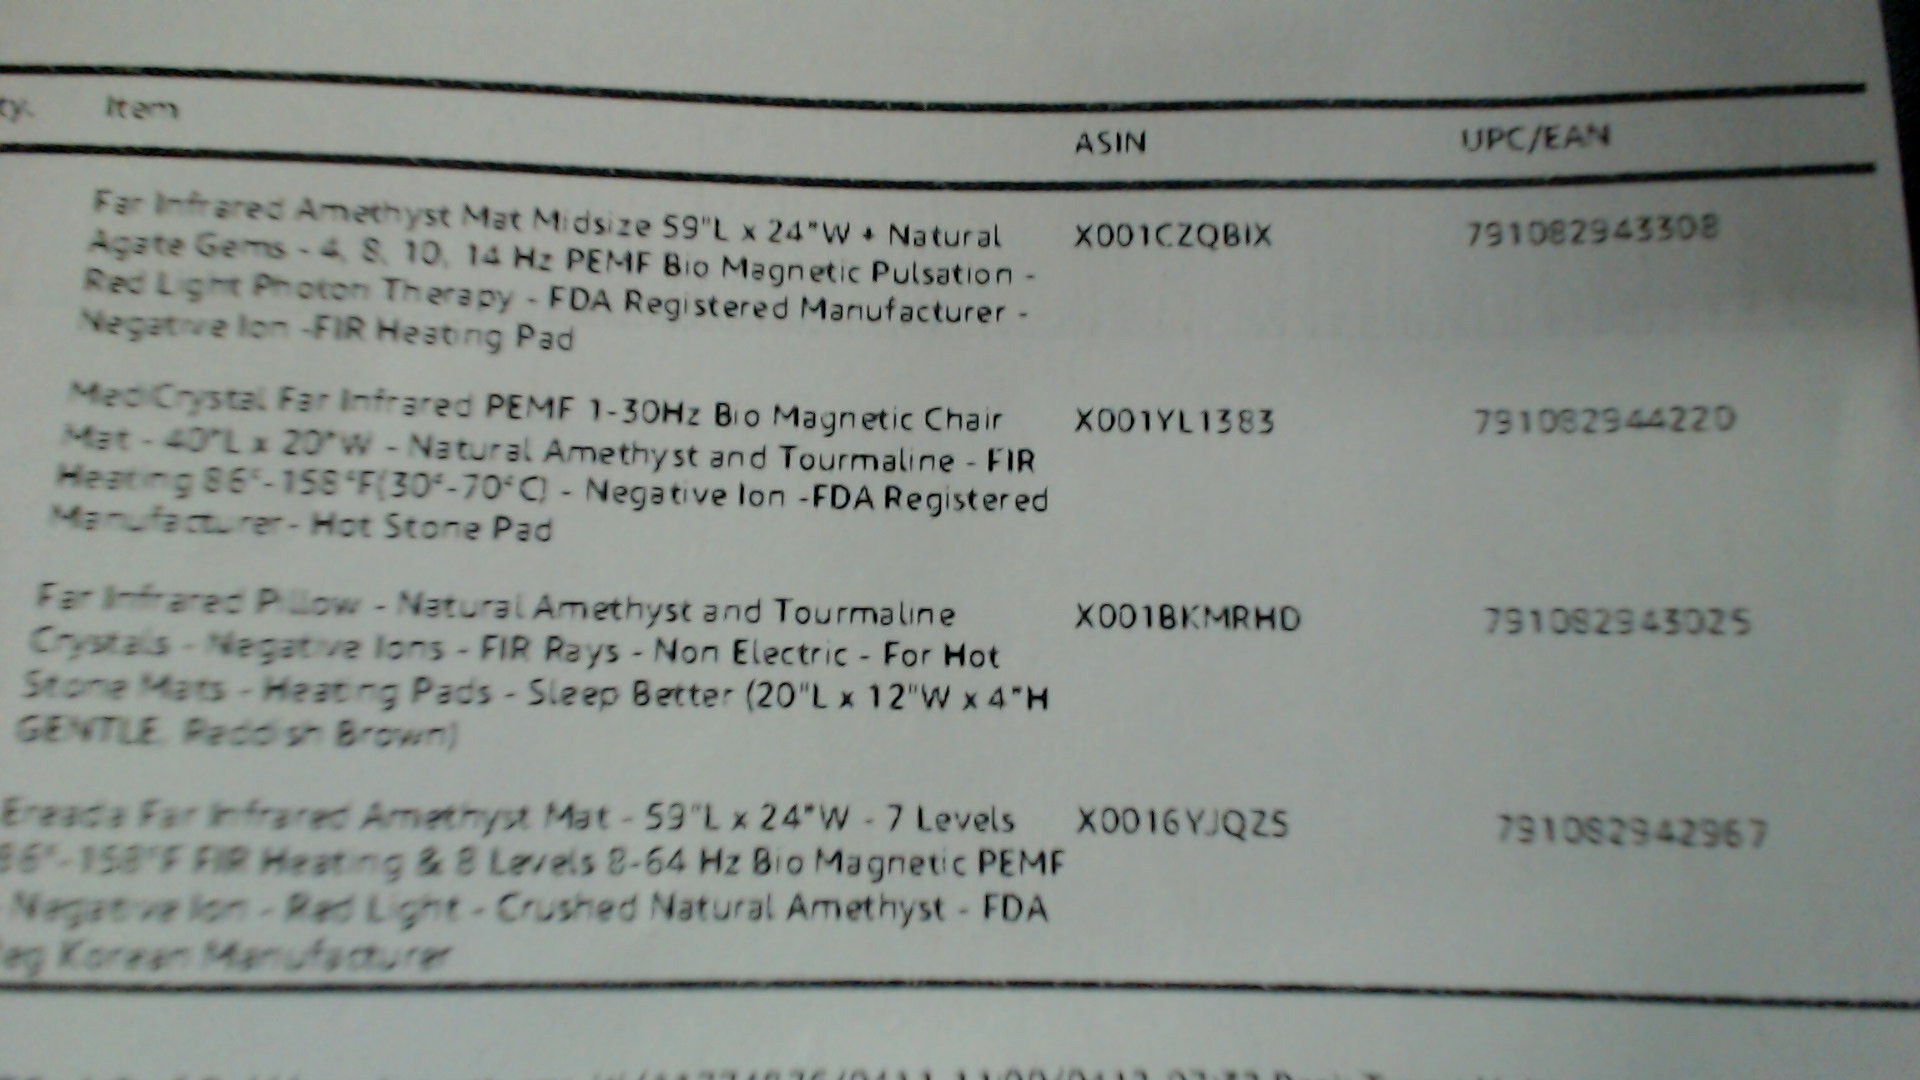 ty. Item ASIN UPC/EAN
Far Infrared Amethyst Mat Midsize 59"L x 24"W + Natural X001CZQBIX 791082943308
Agate Gems - 4, 8, 10, 14 Hz PEMF Bio Magnetic Pulsation -
Red Light Photon Therapy - FDA Registered Manufacturer -
Negative Ion -FIR Heating Pad
MediCrystal Far Infrared PEMF 1-30Hz Bio Magnetic Chair X001YL1383 791082944220
Mat - 40"L x 20"W - Natural Amethyst and Tourmaline - FIR
Heating 86°-158°F(30°-70°C) - Negative Ion -FDA Registered
Manufacturer- Hot Stone Pad
Far Infrared Pillow - Natural Amethyst and Tourmaline X001BKMRHD 791082943025
Crystals - Negative Ions - FIR Rays - Non Electric - For Hot
Stone Mats - Heating Pads - Sleep Better (20"L x 12"W x 4"H
GENTLE, Reddish Brown)
Ereada Far Infrared Amethyst Mat - 59"L x 24"W - 7 Levels X0016YJQZS 791082942967
86°-158°F FIR Heating & 8 Levels 8-64 Hz Bio Magnetic PEMF
- Negative Ion - Red Light - Crushed Natural Amethyst - FDA
Reg Korean Manufacturer